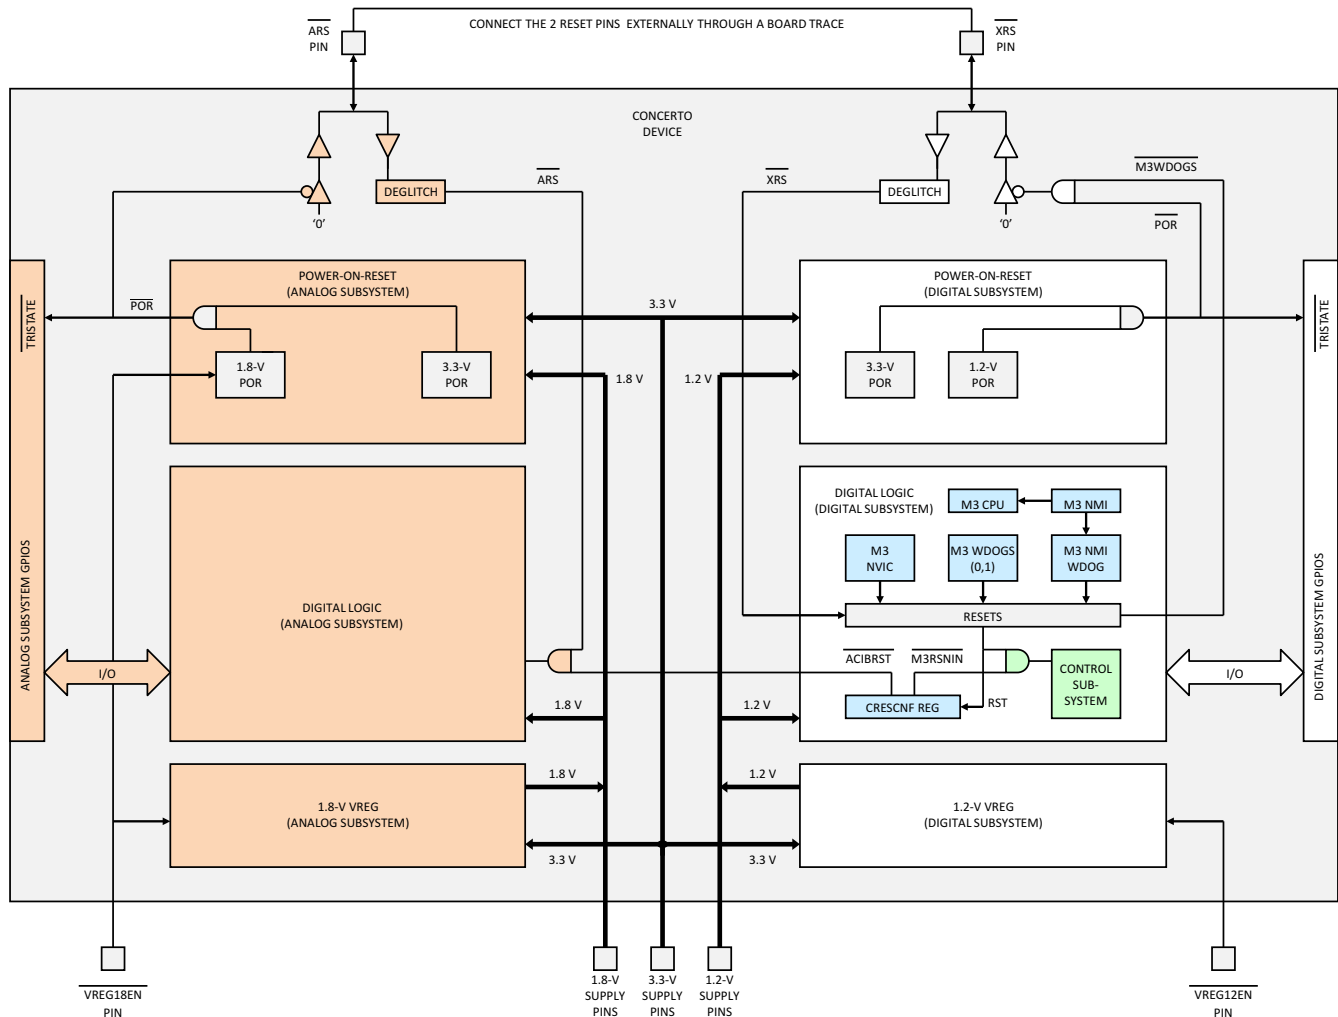 CONNECT THE 2 RESET PINS EXTERNALLY THROUGH A BOARD TRACE
ARS
PIN
XRS
PIN
CONCERTO
DEVICE
DEGLITCH
ARS
'0'
XRS
DEGLITCH
'0'
M3WDOGS
POR
POWER-ON-RESET
(ANALOG SUBSYSTEM)
POR
1.8-V
POR
3.3-V
POR
TRISTATE
ANALOG SUBSYSTEM GPIOS
3.3 V
1.8 V
1.2 V
POWER-ON-RESET
(DIGITAL SUBSYSTEM)
3.3-V
POR
1.2-V
POR
TRISTATE
DIGITAL SUBSYSTEM GPIOS
DIGITAL LOGIC
(ANALOG SUBSYSTEM)
I/O
1.8 V
1.2 V
DIGITAL LOGIC
(DIGITAL SUBSYSTEM)
M3 CPU
M3 NMI
M3
NVIC
M3 WDOGS
(0,1)
M3 NMI
WDOG
RESETS
ACIBRST
M3RSNIN
CONTROL
SUB-
SYSTEM
CRESCNF REG
RST
I/O
1.8-V VREG
(ANALOG SUBSYSTEM)
1.8 V
1.2 V
3.3 V
3.3 V
1.2-V VREG
(DIGITAL SUBSYSTEM)
VREG18EN
PIN
1.8-V
SUPPLY
PINS
3.3-V
SUPPLY
PINS
1.2-V
SUPPLY
PINS
VREG12EN
PIN